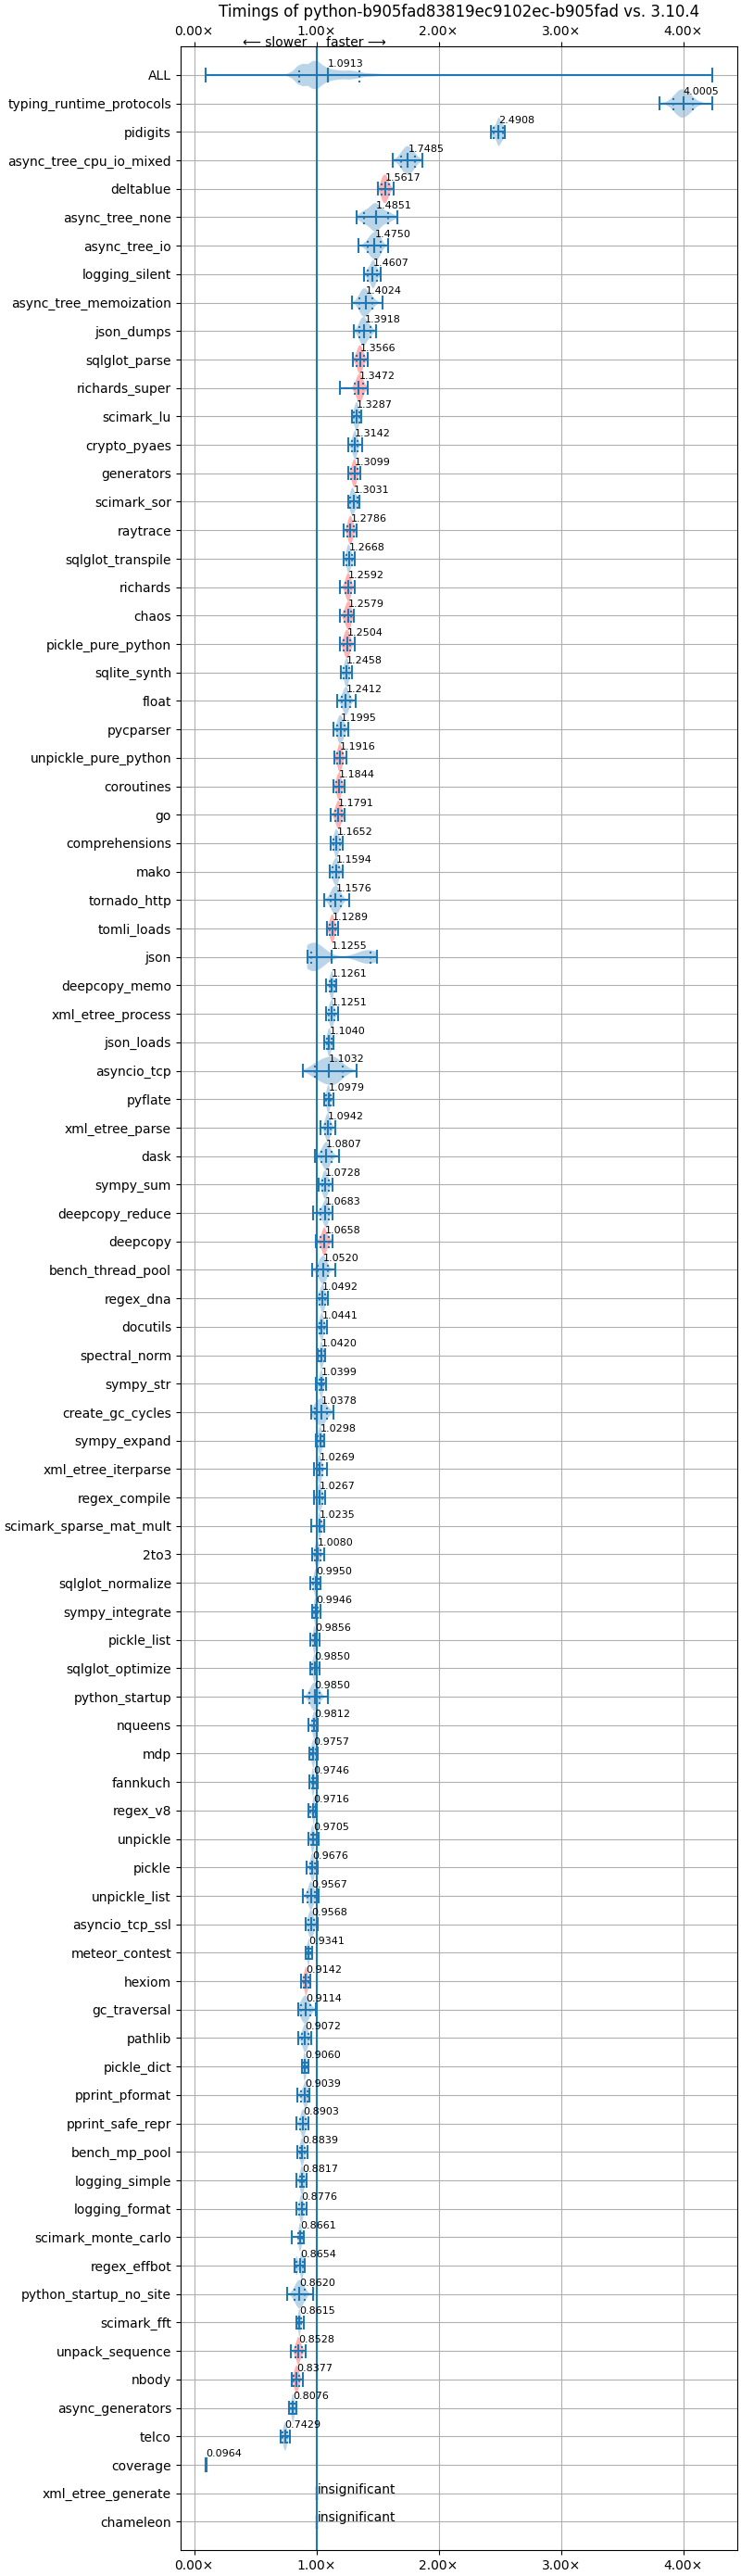 Timings of python-b905fad83819ec9102ec-b905fad vs. 3.10.4
0.00× 1.00× 2.00× 3.00× 4.00×
⟵ slower faster ⟶
ALL 1.0913
typing_runtime_protocols 4.0005
pidigits 2.4908
async_tree_cpu_io_mixed 1.7485
deltablue 1.5617
async_tree_none 1.4851
async_tree_io 1.4750
logging_silent 1.4607
async_tree_memoization 1.4024
json_dumps 1.3918
sqlglot_parse 1.3566
richards_super 1.3472
scimark_lu 1.3287
crypto_pyaes 1.3142
generators 1.3099
scimark_sor 1.3031
raytrace 1.2786
sqlglot_transpile 1.2668
richards 1.2592
chaos 1.2579
pickle_pure_python 1.2504
sqlite_synth 1.2458
float 1.2412
pycparser 1.1995
unpickle_pure_python 1.1916
coroutines 1.1844
go 1.1791
comprehensions 1.1652
mako 1.1594
tornado_http 1.1576
tomli_loads 1.1289
json 1.1255
deepcopy_memo 1.1261
xml_etree_process 1.1251
json_loads 1.1040
asyncio_tcp 1.1032
pyflate 1.0979
xml_etree_parse 1.0942
dask 1.0807
sympy_sum 1.0728
deepcopy_reduce 1.0683
deepcopy 1.0658
bench_thread_pool 1.0520
regex_dna 1.0492
docutils 1.0441
spectral_norm 1.0420
sympy_str 1.0399
create_gc_cycles 1.0378
sympy_expand 1.0298
xml_etree_iterparse 1.0269
regex_compile 1.0267
scimark_sparse_mat_mult 1.0235
2to3 1.0080
sqlglot_normalize 0.9950
sympy_integrate 0.9946
pickle_list 0.9856
sqlglot_optimize 0.9850
python_startup 0.9850
nqueens 0.9812
mdp 0.9757
fannkuch 0.9746
regex_v8 0.9716
unpickle 0.9705
pickle 0.9676
unpickle_list 0.9567
asyncio_tcp_ssl 0.9568
meteor_contest 0.9341
hexiom 0.9142
gc_traversal 0.9114
pathlib 0.9072
pickle_dict 0.9060
pprint_pformat 0.9039
pprint_safe_repr 0.8903
bench_mp_pool 0.8839
logging_simple 0.8817
logging_format 0.8776
scimark_monte_carlo 0.8661
regex_effbot 0.8654
python_startup_no_site 0.8620
scimark_fft 0.8615
unpack_sequence 0.8528
nbody 0.8377
async_generators 0.8076
telco 0.7429
coverage 0.0964
xml_etree_generate insignificant
chameleon insignificant
0.00× 1.00× 2.00× 3.00× 4.00×